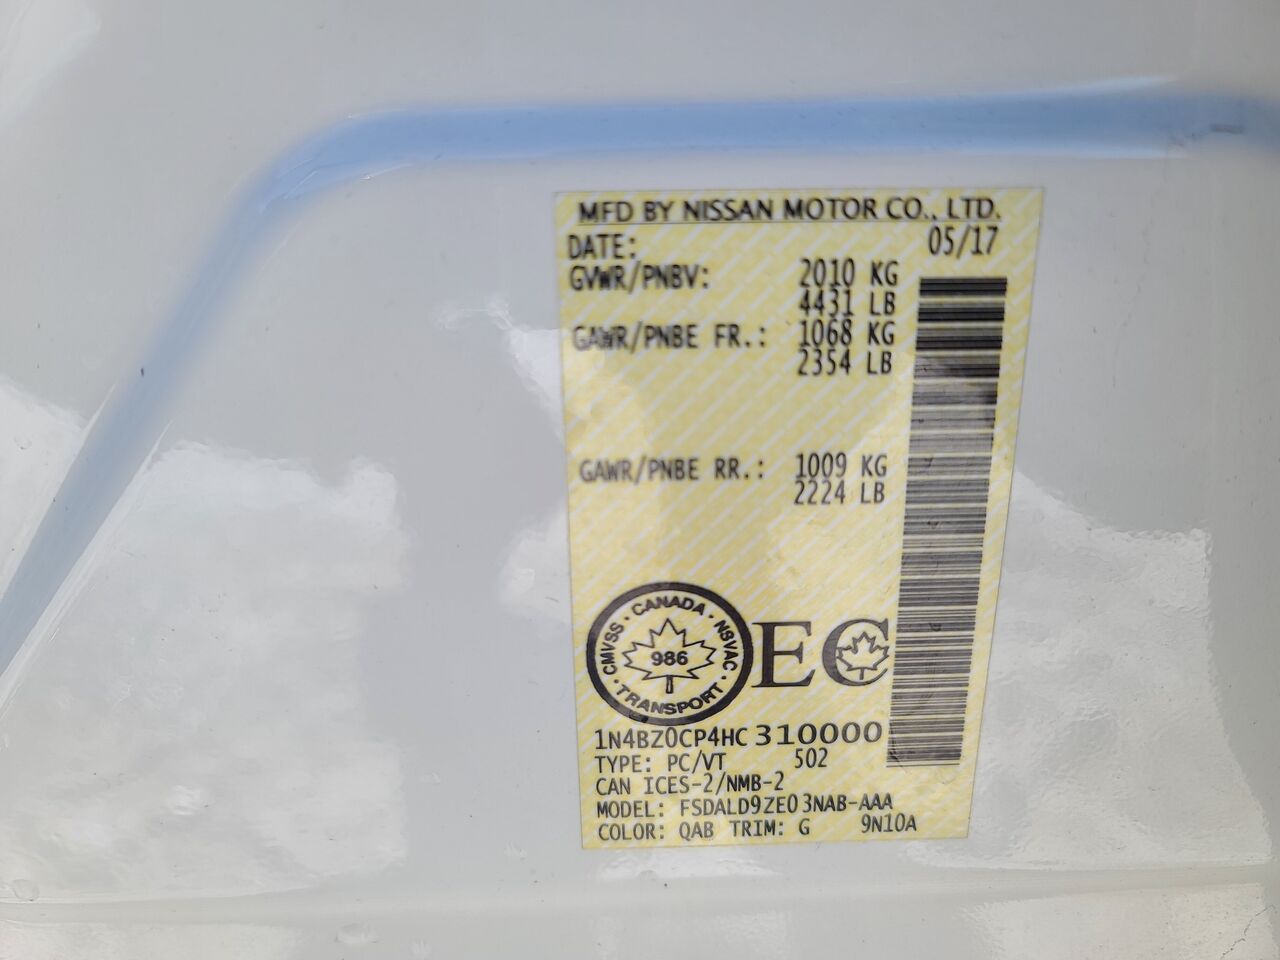 MFD BY NISSAN MOTOR CO., LTD.
DATE: 05/17
GVWR/PNBV: 2010 KG
4431 LB
GAWR/PNBE FR.: 1068 KG
2354 LB
GAWR/PNBE RR.: 1009 KG
2224 LB
CMVSS · CANADA · NSVAC · TRANSPORT ·
986
EC
1N4BZ0CP4HC 310000
TYPE: PC/VT 502
CAN ICES-2/NMB-2
MODEL: FSDALD9ZE03NAB-AAA
COLOR: QAB TRIM: G 9N10A